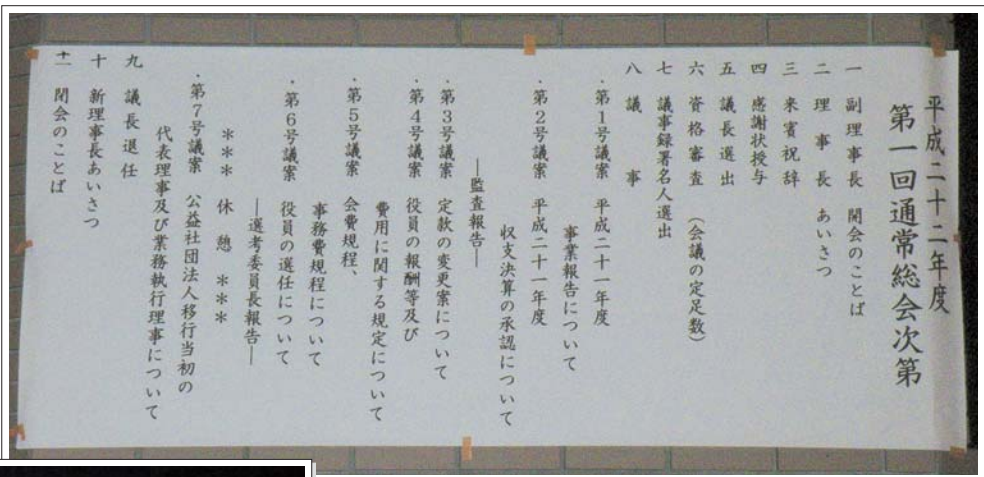 平成二十二年度
第一回通常総会次第
一 副理事長 開会のことば
二 理事長 あいさつ
三 来賓祝辞
四 感謝状授与
五 議長選出
六 資格審査 (会議の定足数)
七 議事録署名人選出
八 議事
・第1号議案 平成二十一年度
事業報告について
・第2号議案 平成二十一年度
収支決算の承認について
―監査報告―
・第3号議案 定款の変更案について
・第4号議案 役員の報酬等及び
費用に関する規定について
・第5号議案 会費規程、
事務費規程について
・第6号議案 役員の選任について
―選考委員長報告―
*** 休憩 ***
・第7号議案 公益社団法人移行当初の
代表理事及び業務執行理事について
九 議長退任
十 新理事長あいさつ
十一 閉会のことば